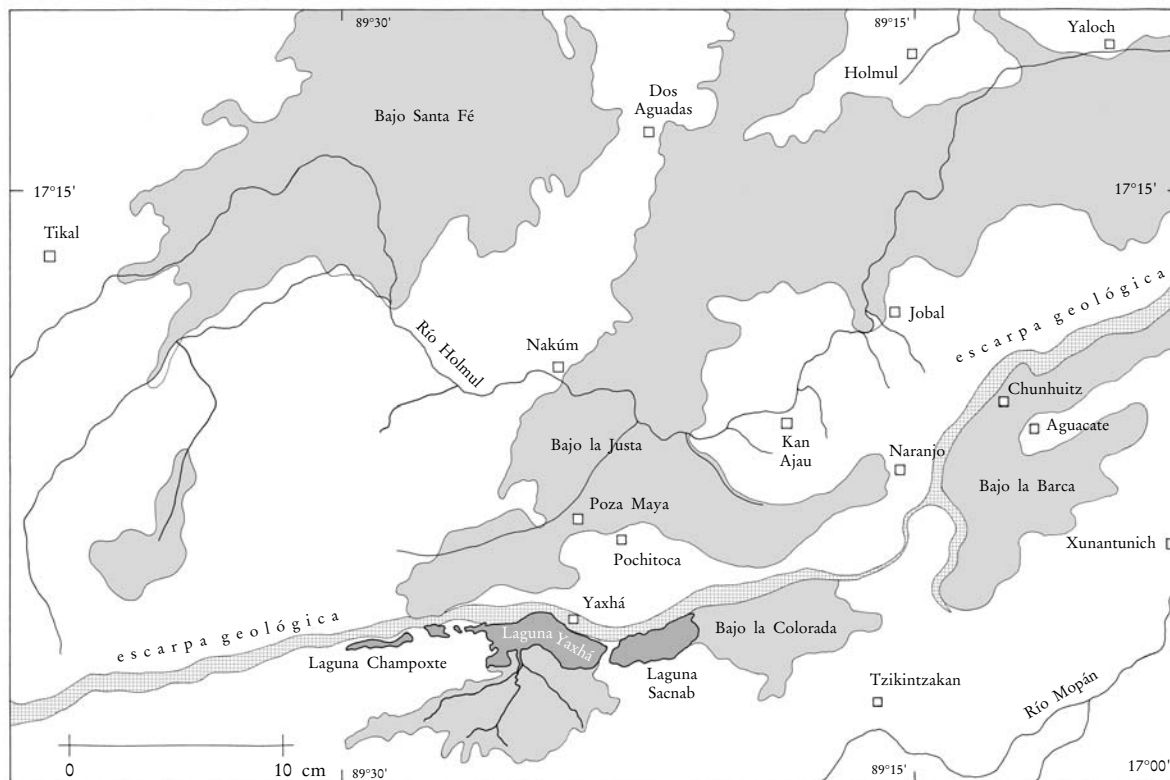 89°30'
89°15'
Yaloch
Holmul
Dos
Aguadas
Bajo Santa Fé
17°15'
17°15'
Tikal
escarpa geológica
Jobal
Río Holmul
Nakúm
Chunhuitz
Aguacate
Kan
Ajau
Bajo la Justa
Naranjo
Bajo la Barca
Poza Maya
Pochitoca
Xunantunich
Yaxhá
escarpa geológica
Laguna Yaxhá
Bajo la Colorada
Laguna Champoxte
Laguna
Sacnab
Tzikintzakan
Río Mopán
0 10 cm
89°30'
89°15'
17°00'